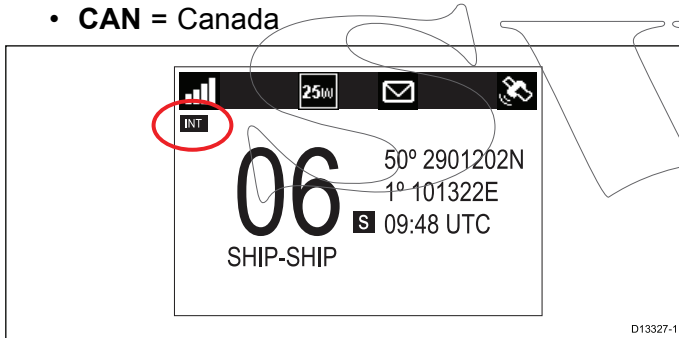 • CAN = Canada
25W
INT
06
50º 2901202N
1º 101322E
S 09:48 UTC
SHIP-SHIP
D13327-1